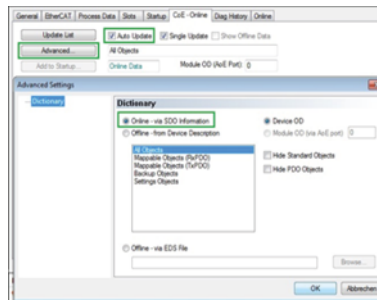 General EtherCAT Process Data Slots Startup CoE - Online Diag History Online
Update List Auto Update Single Update Show Offline Data
Advanced... All Objects
Add to Startup... Online Data Module OD (AoE Port): 0
Advanced Settings
Dictionary Dictionary
Online - via SDO Information Device OD
Offline - from Device Description Module OD (via AoE port) 0
All Objects
Mappable Objects (RxPDO) Hide Standard Objects
Mappable Objects (TxPDO) Hide PDO Objects
Backup Objects
Settings Objects
Offline - via EDS File
Browse...
OK Abbrechen